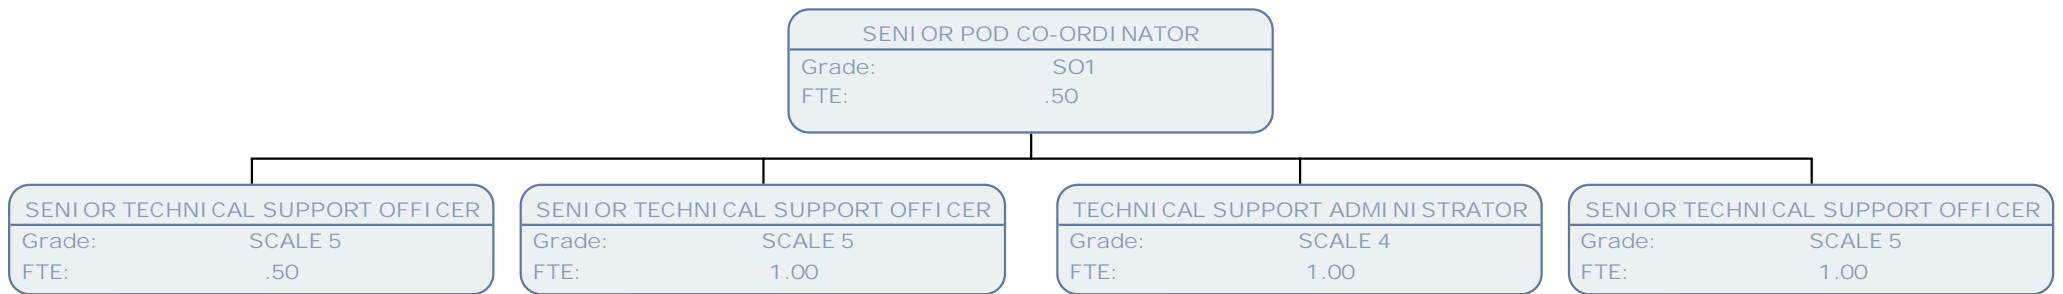 SENIOR POD CO-ORDINATOR
Grade: SO1
FTE: .50
SENIOR TECHNICAL SUPPORT OFFICER
Grade: SCALE 5
FTE: .50
SENIOR TECHNICAL SUPPORT OFFICER
Grade: SCALE 5
FTE: 1.00
TECHNICAL SUPPORT ADMINISTRATOR
Grade: SCALE 4
FTE: 1.00
SENIOR TECHNICAL SUPPORT OFFICER
Grade: SCALE 5
FTE: 1.00